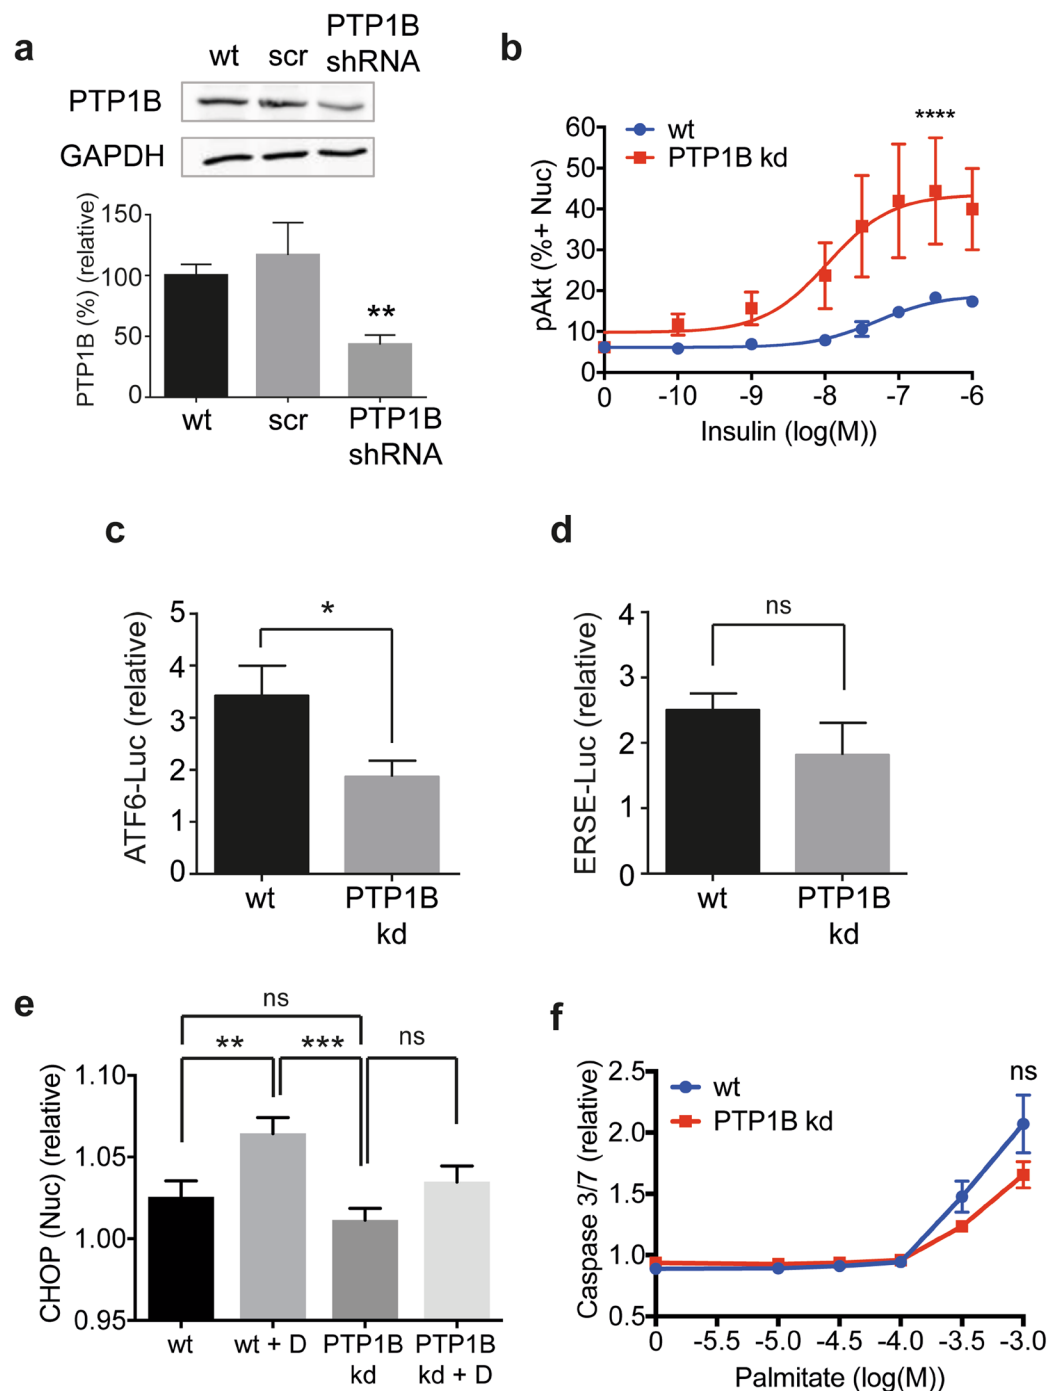 a
wt scr PTP1B
shRNA
PTP1B
GAPDH
PTP1B (%) (relative)
150
100
50
0
**
wt scr PTP1B
shRNA
b
pAkt (%+ Nuc)
60
50
40
30
20
10
0
wt
PTP1B kd
****
0 -10 -9 -8 -7 -6
Insulin (log(M))
c
ATF6-Luc (relative)
5
4
3
2
1
0
*
wt PTP1B
kd
d
ERSE-Luc (relative)
4
3
2
1
0
ns
wt PTP1B
kd
e
ns
** *** ns
CHOP (Nuc) (relative)
1.10
1.05
1.00
0.95
wt wt + D PTP1B PTP1B
kd kd + D
f
Caspase 3/7 (relative)
2.5
2.0
1.5
1.0
0.5
wt
PTP1B kd
ns
0 -5.5 -5.0 -4.5 -4.0 -3.5 -3.0
Palmitate (log(M))